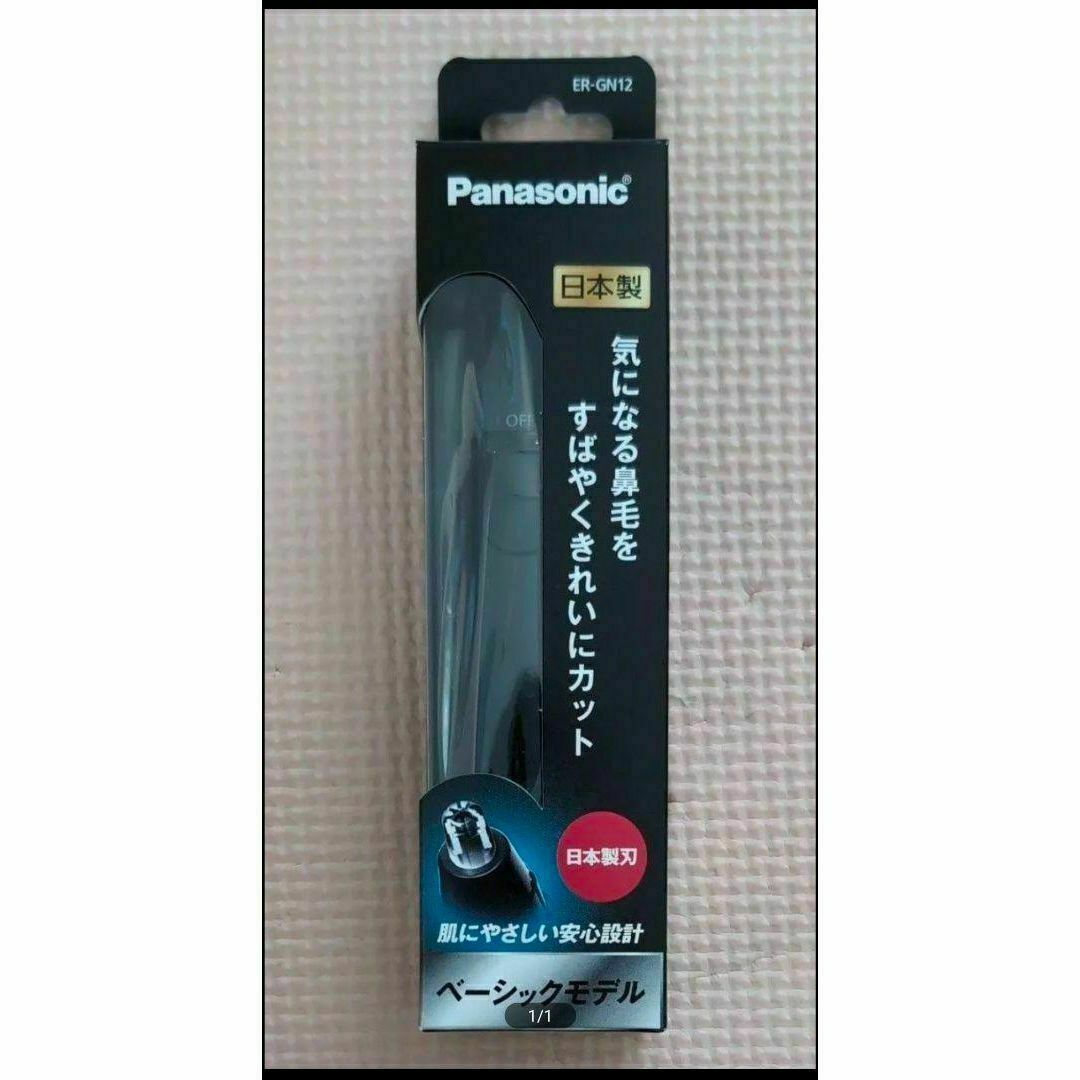 ER-GN12
Panasonic®
日本製
気になる鼻毛を
すばやくきれいにカット
OFF
日本製刃
肌にやさしい安心設計
ベーシックモデル
1/1